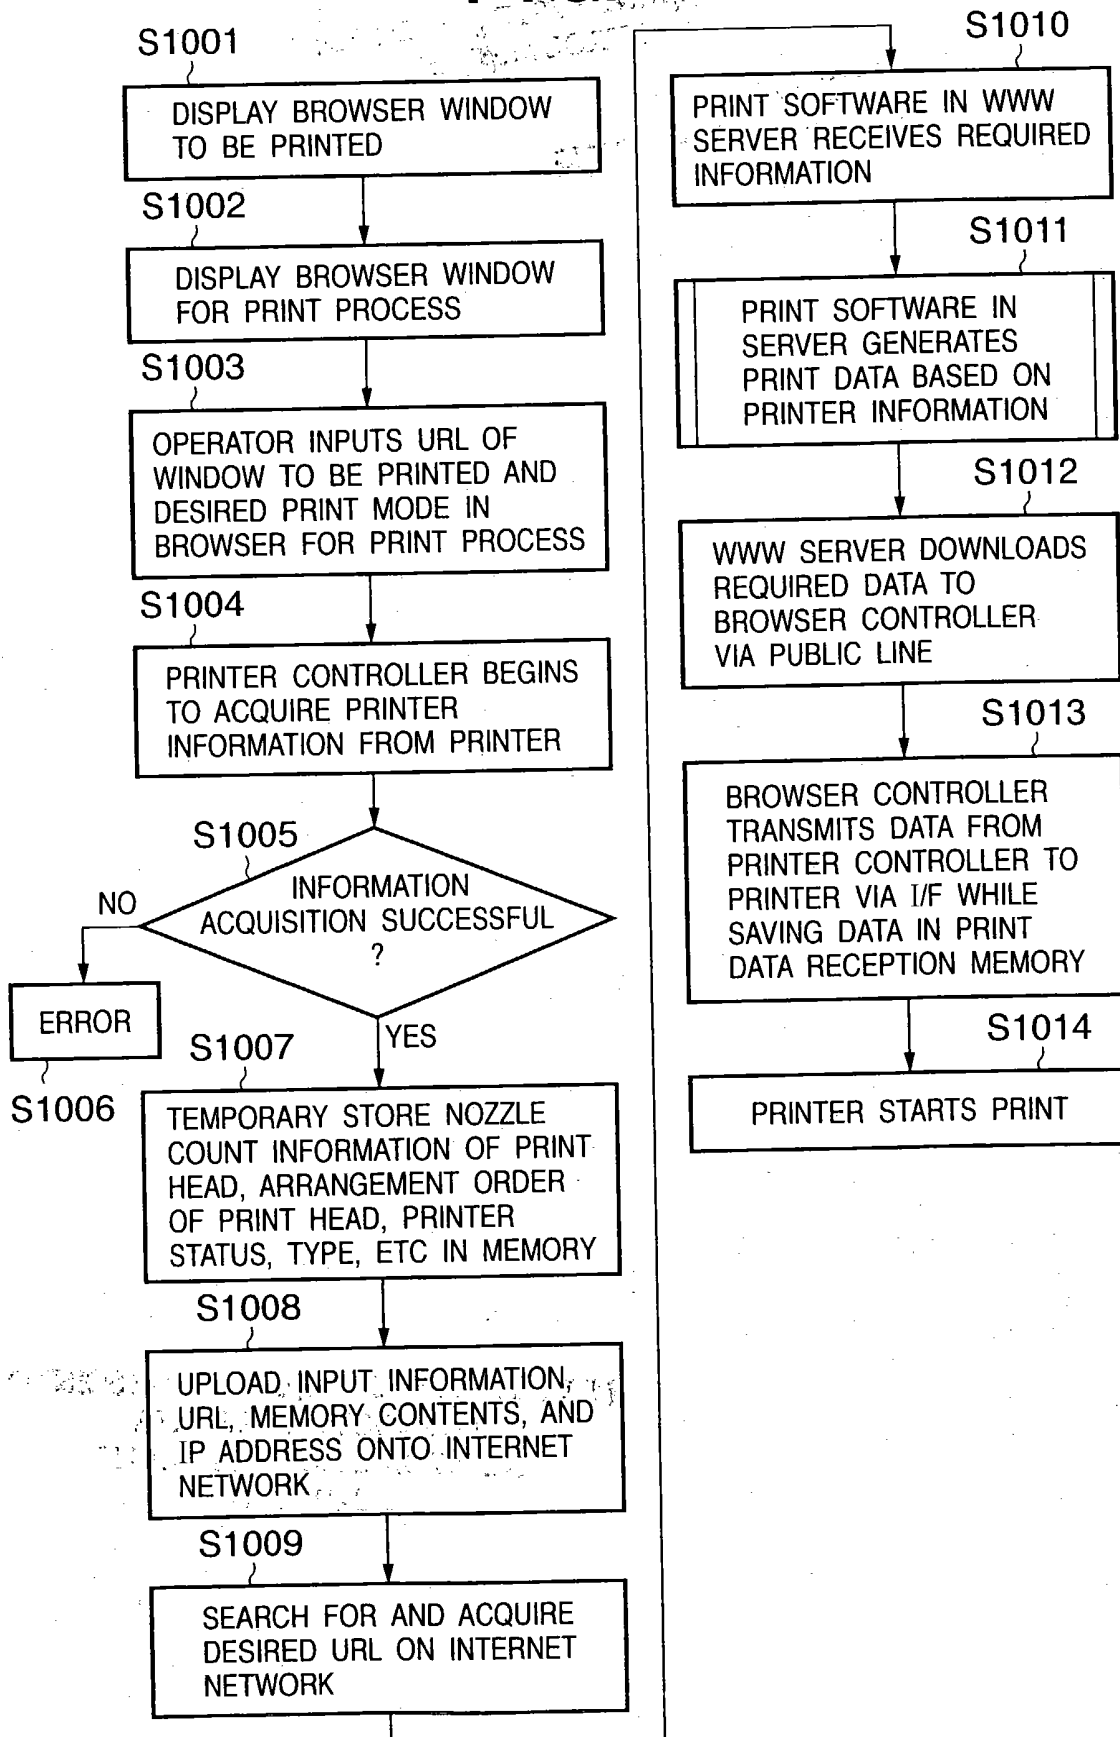 S1001
DISPLAY BROWSER WINDOW
TO BE PRINTED
S1002
DISPLAY BROWSER WINDOW
FOR PRINT PROCESS
S1003
OPERATOR INPUTS URL OF
WINDOW TO BE PRINTED AND
DESIRED PRINT MODE IN
BROWSER FOR PRINT PROCESS
S1004
PRINTER CONTROLLER BEGINS
TO ACQUIRE PRINTER
INFORMATION FROM PRINTER
S1005
INFORMATION
ACQUISITION SUCCESSFUL
?
NO
ERROR
S1006
YES
S1007
TEMPORARY STORE NOZZLE
COUNT INFORMATION OF PRINT
HEAD, ARRANGEMENT ORDER
OF PRINT HEAD, PRINTER
STATUS, TYPE, ETC IN MEMORY
S1008
UPLOAD INPUT INFORMATION,
URL, MEMORY CONTENTS, AND
IP ADDRESS ONTO INTERNET
NETWORK
S1009
SEARCH FOR AND ACQUIRE
DESIRED URL ON INTERNET
NETWORK
S1010
PRINT SOFTWARE IN WWW
SERVER RECEIVES REQUIRED
INFORMATION
S1011
PRINT SOFTWARE IN
SERVER GENERATES
PRINT DATA BASED ON
PRINTER INFORMATION
S1012
WWW SERVER DOWNLOADS
REQUIRED DATA TO
BROWSER CONTROLLER
VIA PUBLIC LINE
S1013
BROWSER CONTROLLER
TRANSMITS DATA FROM
PRINTER CONTROLLER TO
PRINTER VIA I/F WHILE
SAVING DATA IN PRINT
DATA RECEPTION MEMORY
S1014
PRINTER STARTS PRINT